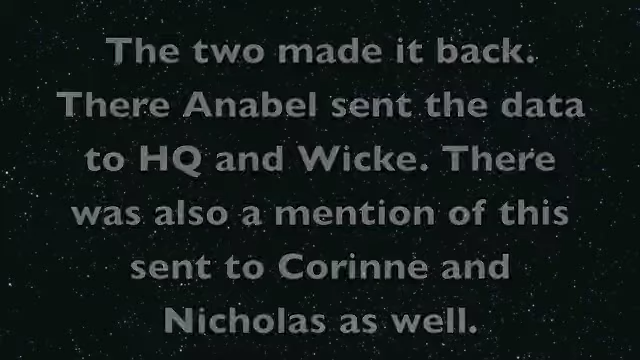 The two made it back.
There Anabel sent the data
to HQ and Wicke. There
was also a mention of this
sent to Corinne and
Nicholas as well.